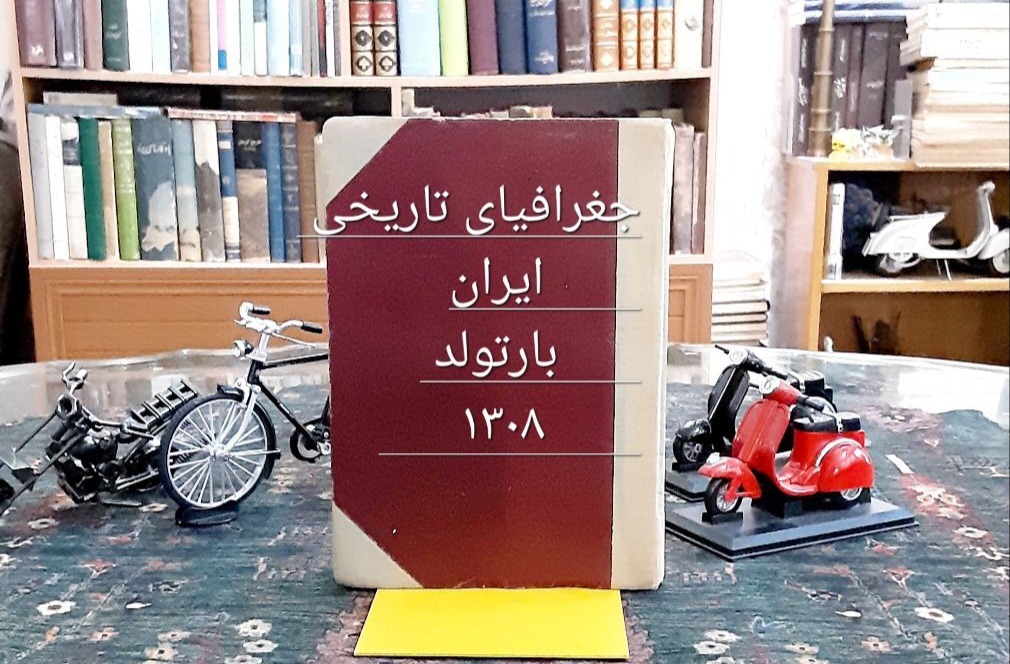 جغرافیای تاریخی
ایران
بارتولد
۱۳۰۸